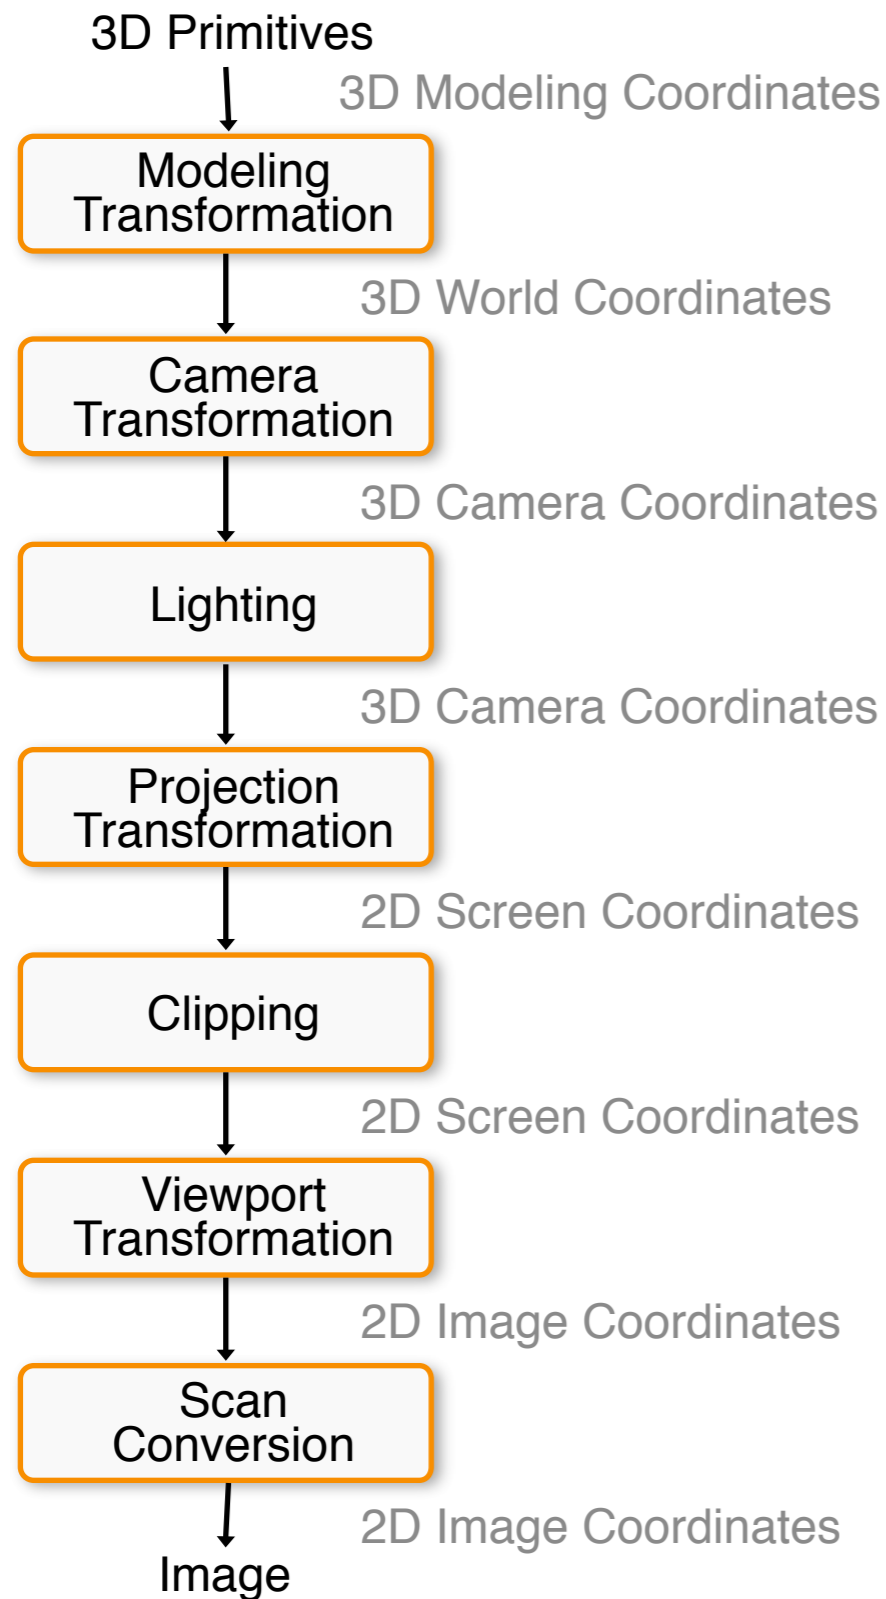 3D Primitives
3D Modeling Coordinates
Modeling
Transformation
3D World Coordinates
Camera
Transformation
3D Camera Coordinates
Lighting
3D Camera Coordinates
Projection
Transformation
2D Screen Coordinates
Clipping
2D Screen Coordinates
Viewport
Transformation
2D Image Coordinates
Scan
Conversion
2D Image Coordinates
Image